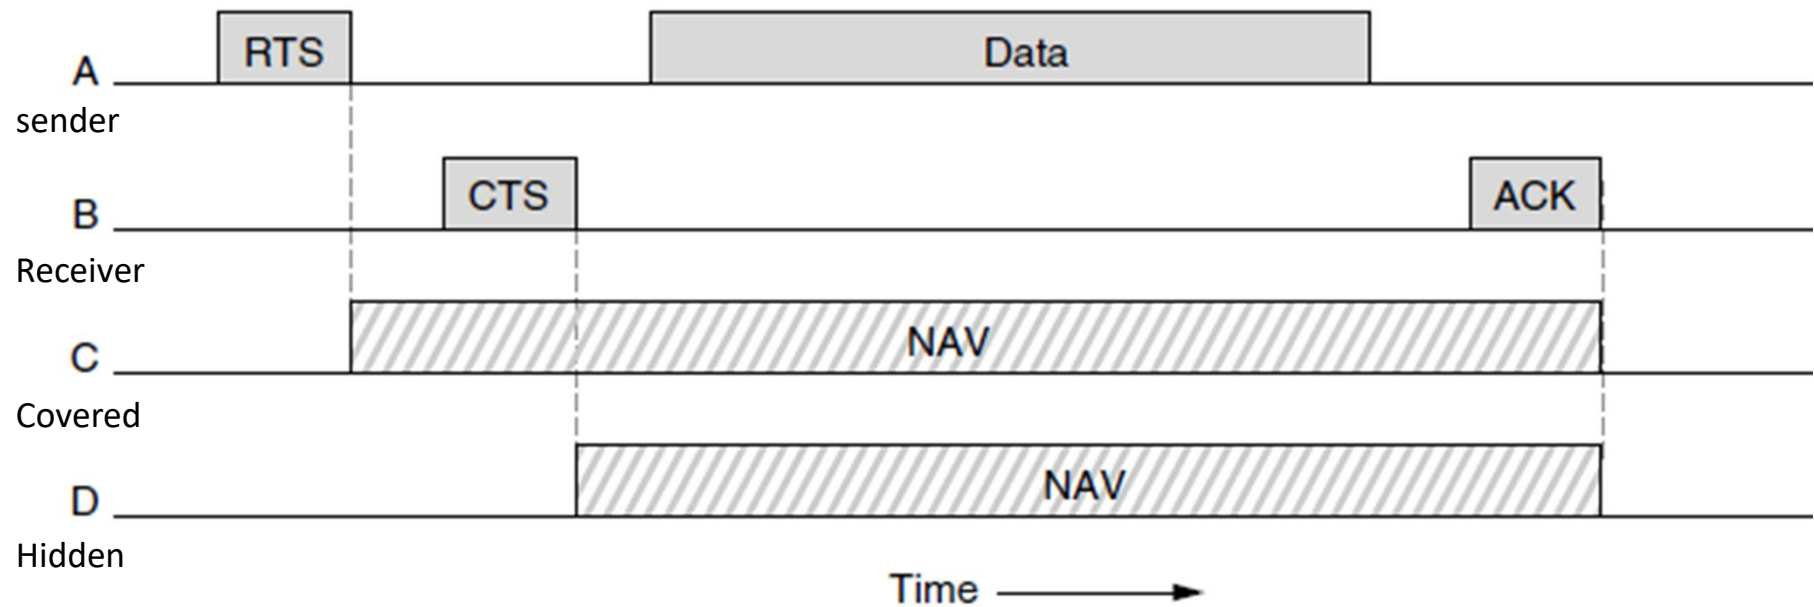 RTS
Data
A
sender
CTS
ACK
B
Receiver
NAV
C
Covered
NAV
D
Hidden
Time